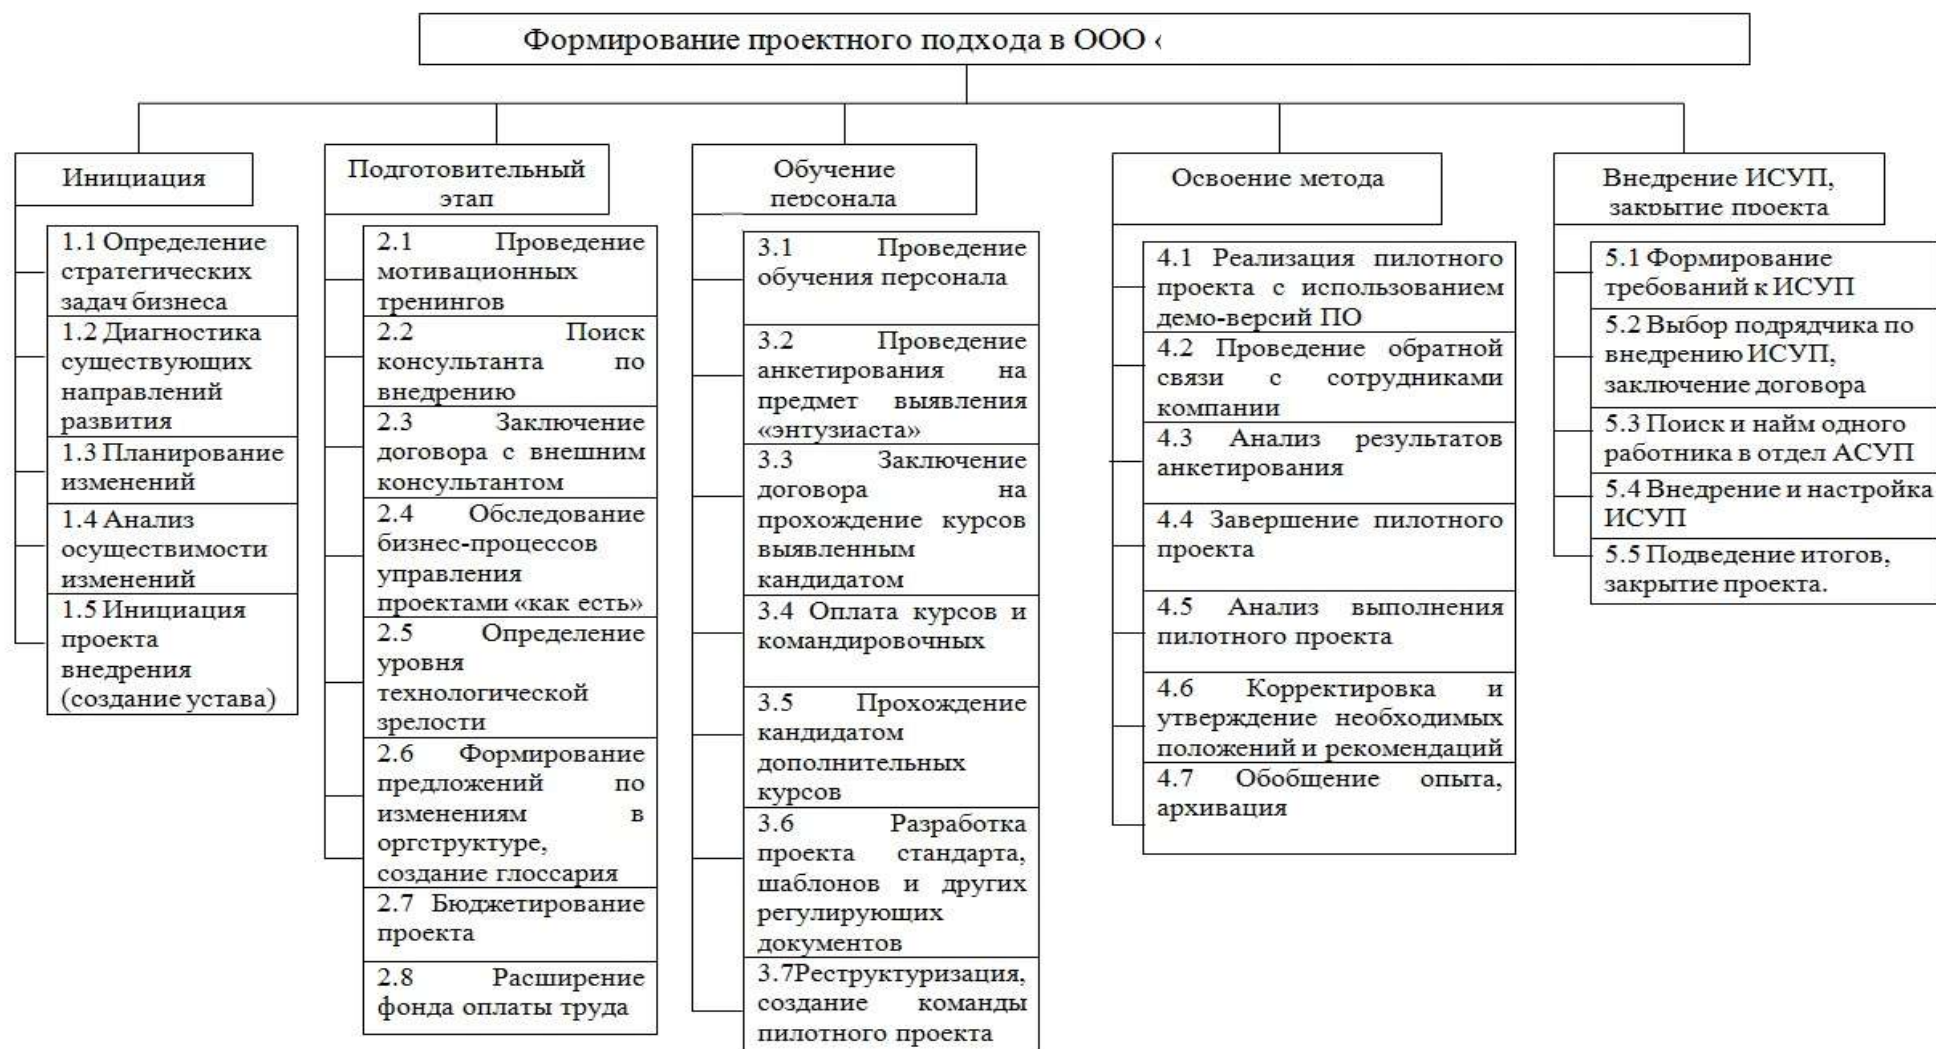 Формирование проектного подхода в ООО ‹
Инициация
1.1 Определение
стратегических
задач бизнеса
1.2 Диагностика
существующих
направлений
развития
1.3 Планирование
изменений
1.4 Анализ
осуществимости
изменений
1.5 Инициация
проекта
внедрения
(создание устава)
Подготовительный
этап
2.1 Проведение
мотивационных
тренингов
2.2 Поиск
консультанта по
внедрению
2.3 Заключение
договора с внешним
консультантом
2.4 Обследование
бизнес-процессов
управления
проектами «как есть»
2.5 Определение
уровня
технологической
зрелости
2.6 Формирование
предложений по
изменениям в
оргструктуре,
создание глоссария
2.7 Бюджетирование
проекта
2.8 Расширение
фонда оплаты труда
Обучение
персонала
3.1 Проведение
обучения персонала
3.2 Проведение
анкетирования на
предмет выявления
«энтузиаста»
3.3 Заключение
договора на
прохождение курсов
выявленным
кандидатом
3.4 Оплата курсов и
командировочных
3.5 Прохождение
кандидатом
дополнительных
курсов
3.6 Разработка
проекта стандарта,
шаблонов и других
регулирующих
документов
3.7Реструктуризация,
создание команды
пилотного проекта
Освоение метода
4.1 Реализация пилотного
проекта с использованием
демо-версий ПО
4.2 Проведение обратной
связи с сотрудниками
компании
4.3 Анализ результатов
анкетирования
4.4 Завершение пилотного
проекта
4.5 Анализ выполнения
пилотного проекта
4.6 Корректировка и
утверждение необходимых
положений и рекомендаций
4.7 Обобщение опыта,
архивация
Внедрение ИСУП,
закрытие проекта
5.1 Формирование
требований к ИСУП
5.2 Выбор подрядчика по
внедрению ИСУП,
заключение договора
5.3 Поиск и найм одного
работника в отдел АСУП
5.4 Внедрение и настройка
ИСУП
5.5 Подведение итогов,
закрытие проекта.